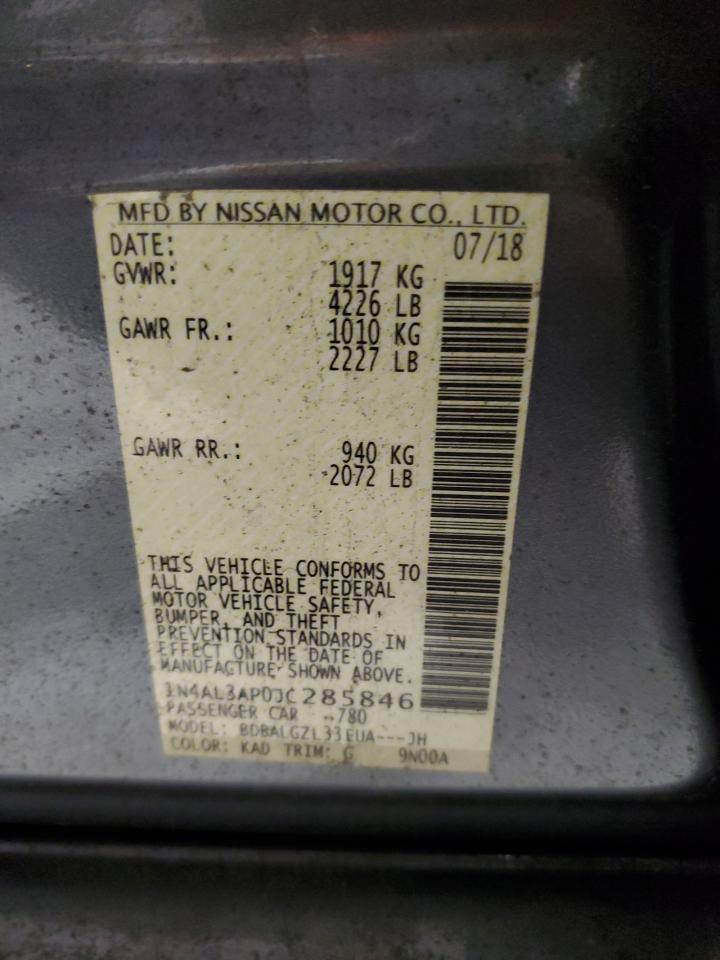 MFD BY NISSAN MOTOR CO., LTD.
DATE: 07/18
GVWR: 1917 KG
4226 LB
GAWR FR.: 1010 KG
2227 LB
GAWR RR.: 940 KG
2072 LB
THIS VEHICLE CONFORMS TO
ALL APPLICABLE FEDERAL
MOTOR VEHICLE SAFETY,
BUMPER, AND THEFT
PREVENTION STANDARDS IN
EFFECT ON THE DATE OF
MANUFACTURE SHOWN ABOVE.
1N4AL3AP0JC285846
PASSENGER CAR 780
MODEL: BDBALGZL33EUA---JH
COLOR: KAD TRIM: G 9N00A